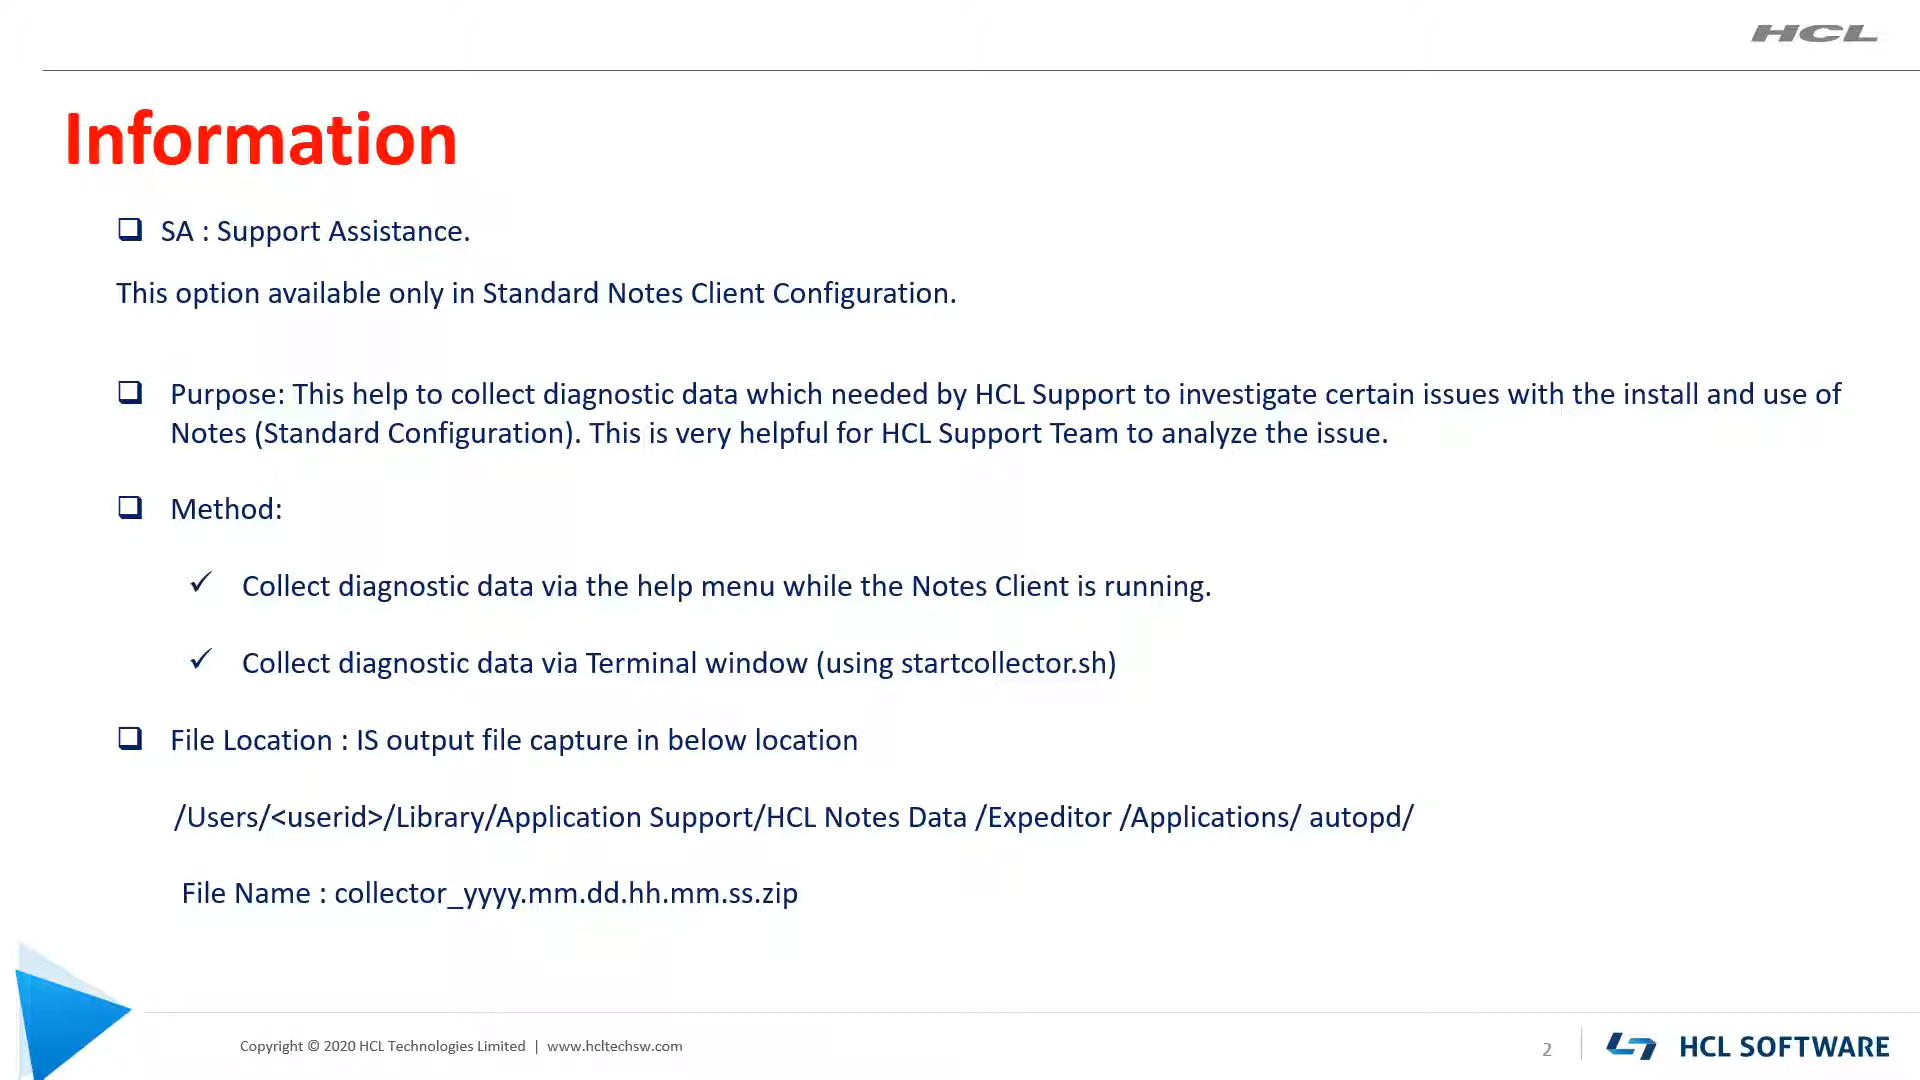 HCL
Information
SA : Support Assistance.
This option available only in Standard Notes Client Configuration.
Purpose: This help to collect diagnostic data which needed by HCL Support to investigate certain issues with the install and use of
Notes (Standard Configuration). This is very helpful for HCL Support Team to analyze the issue.
Method:
✓ Collect diagnostic data via the help menu while the Notes Client is running.
✓ Collect diagnostic data via Terminal window (using startcollector.sh)
File Location : IS output file capture in below location
/Users/<userid>/Library/Application Support/HCL Notes Data /Expeditor /Applications/ autopd/
File Name : collector_yyyy.mm.dd.hh.mm.ss.zip
Copyright © 2020 HCL Technologies Limited | www.hcltechsw.com
2
HCL SOFTWARE